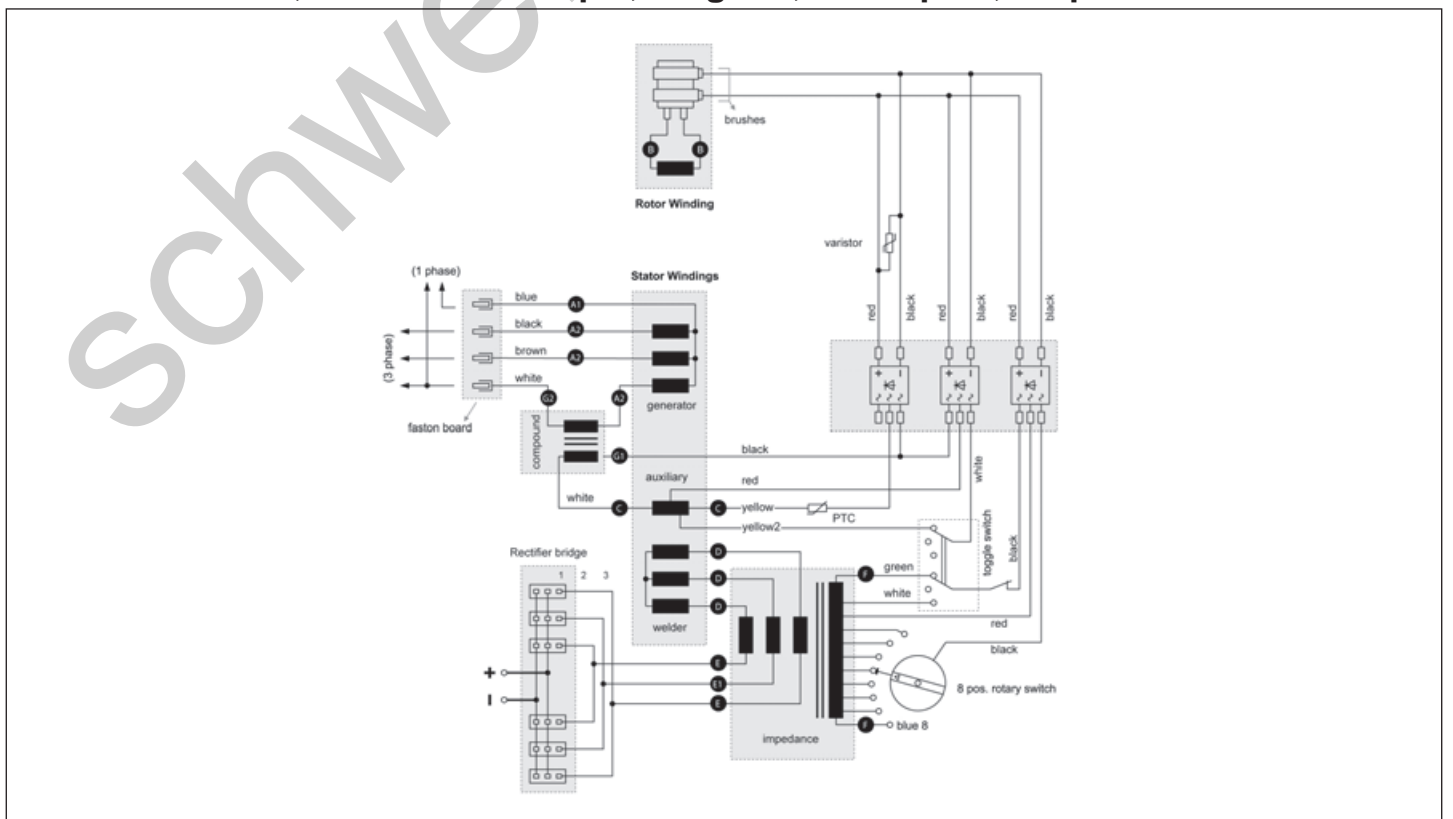 schwe
brushes
B
B
Rotor Winding
varistor
(1 phase)
Stator Windings
blue
A1
black
A2
(3 phase)
brown
A2
white
G2
A2
generator
faston board
compound
G1
black
auxiliary
red
white
C
C
yellow
PTC
yellow2
red
black
red
black
red
black
+ I
+ I
+ I
white
toggle switch
black
Rectifier bridge
1 2 3
D
D
D
welder
F
green
white
red
black
E
E1
E
+
I
8 pos. rotary switch
F
blue 8
impedance